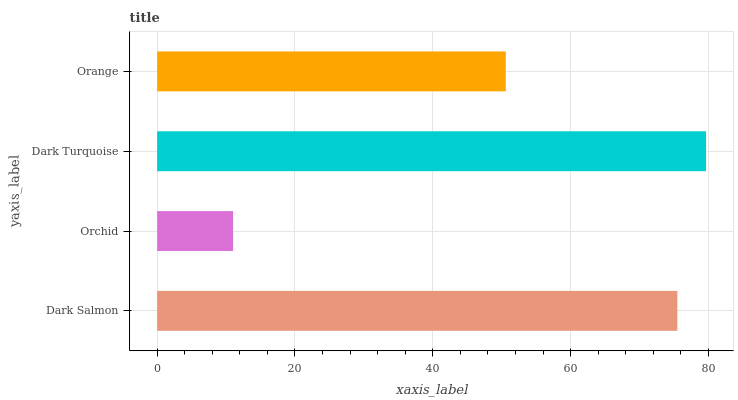 title
Orange
Dark Turquoise
Orchid
Dark Salmon
yaxis_label
0 20 40 60 80
xaxis_label